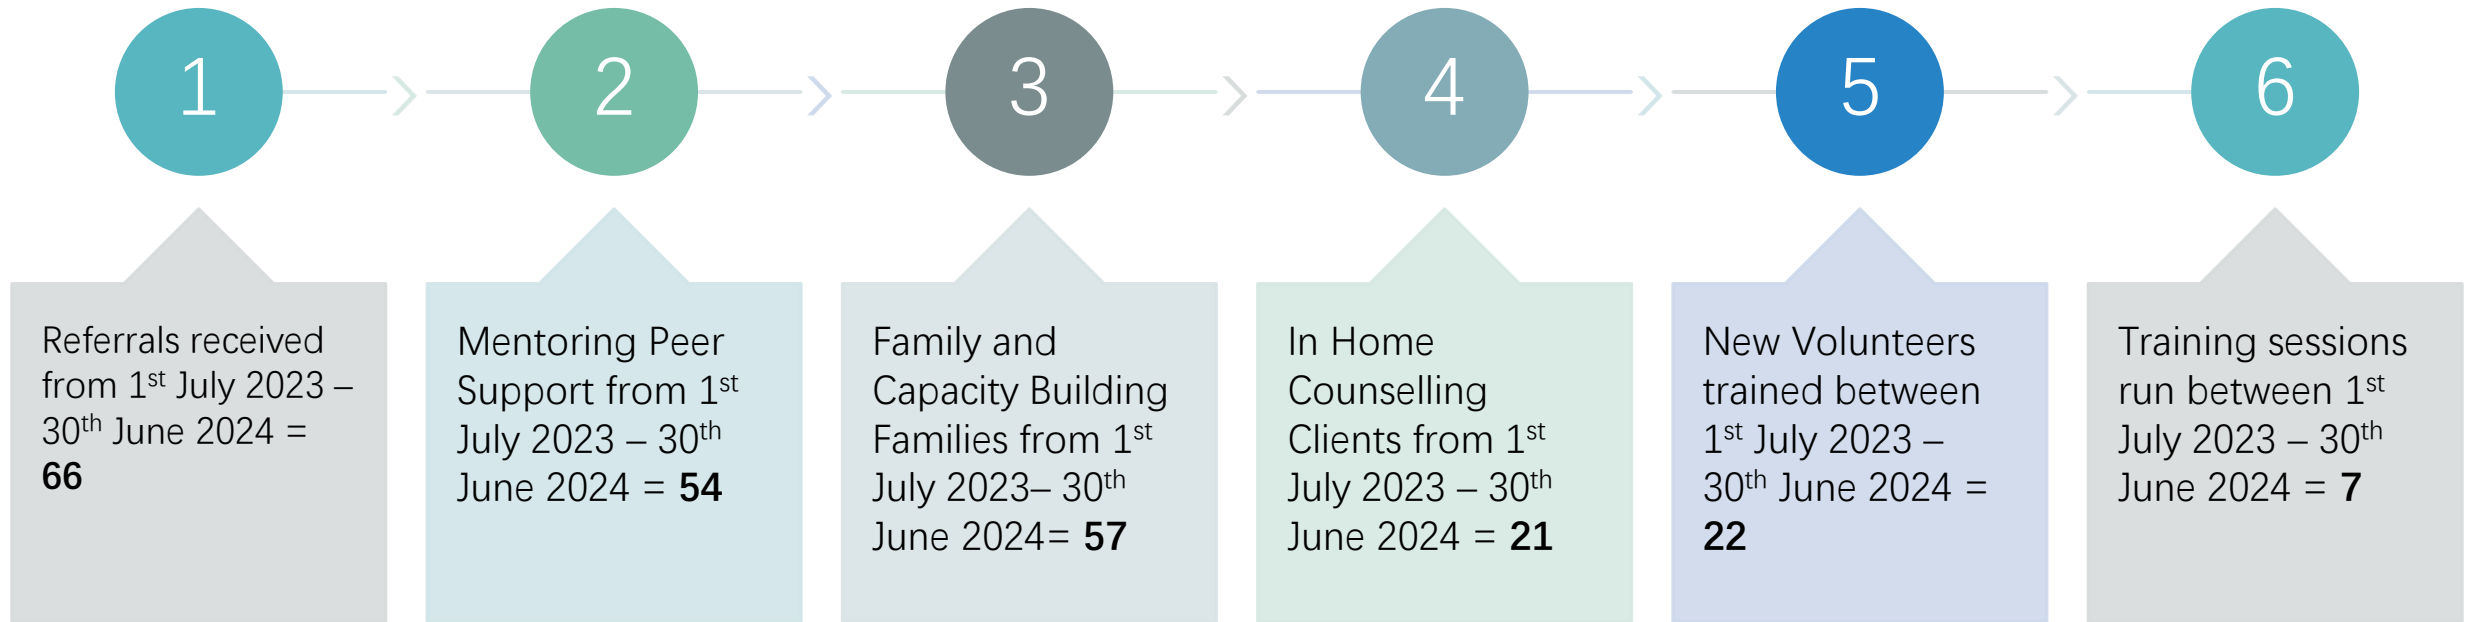 1
2
3
4
5
6
Referrals received
from 1st July 2023 –
30th June 2024 =
66
Mentoring Peer
Support from 1st
July 2023 – 30th
June 2024 = 54
Family and
Capacity Building
Families from 1st
July 2023– 30th
June 2024= 57
In Home
Counselling
Clients from 1st
July 2023 – 30th
June 2024 = 21
New Volunteers
trained between
1st July 2023 –
30th June 2024 =
22
Training sessions
run between 1st
July 2023 – 30th
June 2024 = 7